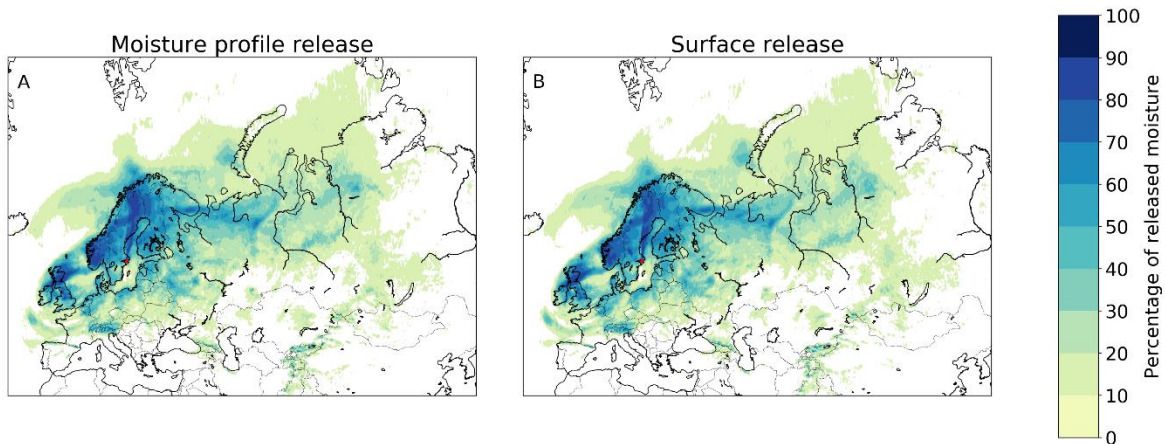 Moisture profile release
A
Surface release
B
100
90
80
70
60
50
40
30
20
10
0
Percentage of released moisture